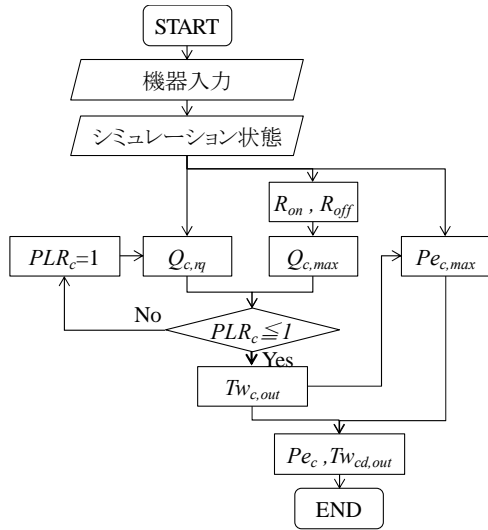 START
機器入力
シミュレーション状態
R_on , R_off
PLR_c=1
Q_c,rq
Q_c,max
Pe_c,max
No
PLR_c≦1
Yes
Tw_c,out
Pe_c ,Tw_cd,out
END